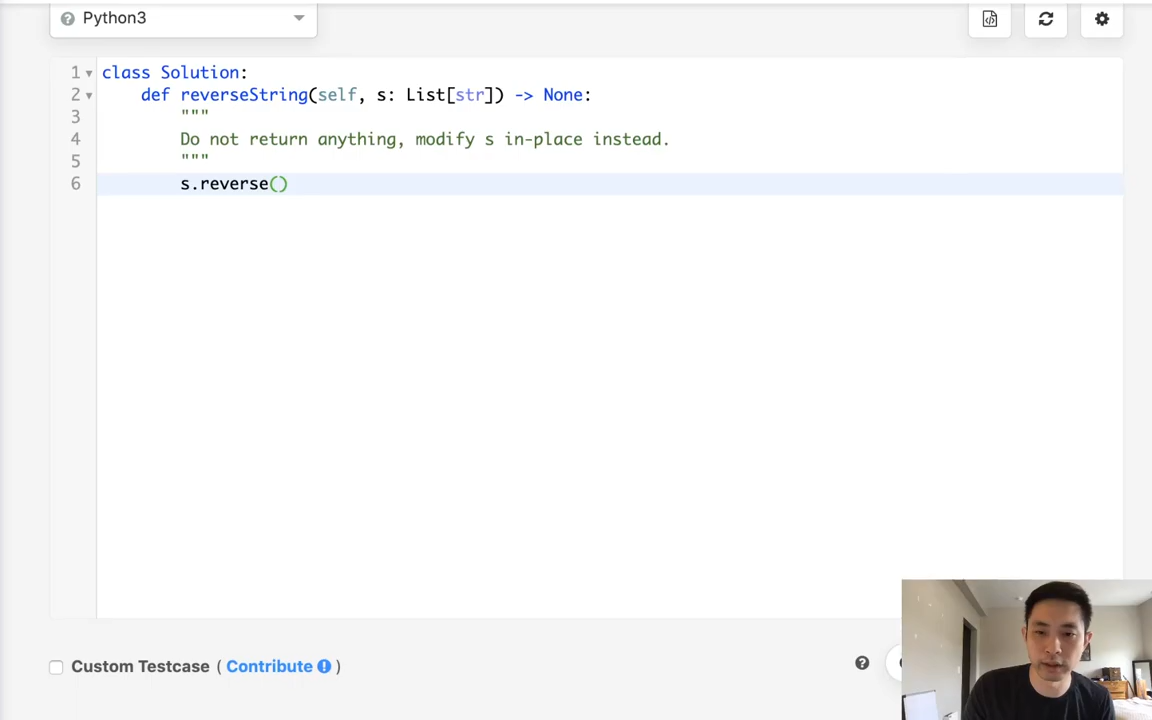 Python3
1 class Solution:
2 def reverseString(self, s: List[str]) -> None:
3 """
4 Do not return anything, modify s in-place instead.
5 """
6 s.reverse()
Custom Testcase ( Contribute )